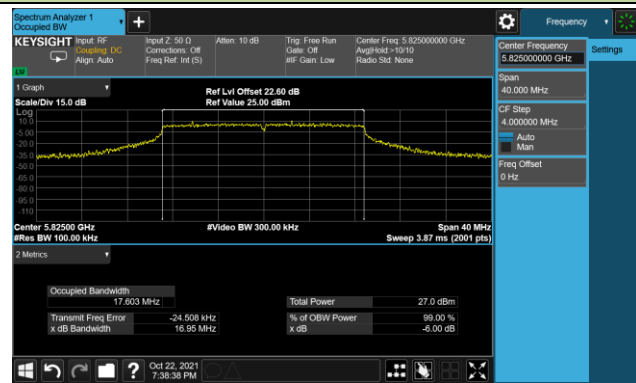 Spectrum Analyzer 1
Occupied BW
Frequency
KEYSIGHT Input: RF
Coupling: DC
Align: Auto
Input Z: 50 Ω
Corrections: Off
Freq Ref: Int (S)
Atten: 10 dB
Trig: Free Run
Gate: Off
#IF Gain: Low
Center Freq: 5.825000000 GHz
Avg|Hold:>10/10
Radio Std: None
Center Frequency
5.825000000 GHz
Settings
Span
40.000 MHz
CF Step
4.000000 MHz
Auto
Man
Freq Offset
0 Hz
1 Graph
Scale/Div 15.0 dB
Ref Lvl Offset 22.60 dB
Ref Value 25.00 dBm
Log
10.0
-5.00
-20.0
-35.0
-50.0
-65.0
-80.0
-95.0
-110
Center 5.82500 GHz
#Res BW 100.00 kHz
#Video BW 300.00 kHz
Span 40 MHz
Sweep 3.87 ms (2001 pts)
2 Metrics
Occupied Bandwidth
17.603 MHz
Transmit Freq Error -24.508 kHz
x dB Bandwidth 16.95 MHz
Total Power 27.0 dBm
% of OBW Power 99.00 %
x dB -6.00 dB
Oct 22, 2021
7:38:38 PM